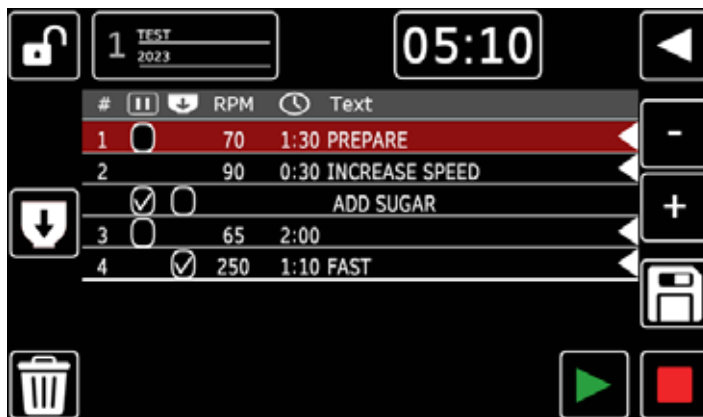 1 TEST
2023
05:10
# RPM Text
1 70 1:30 PREPARE
2 90 0:30 INCREASE SPEED
ADD SUGAR
3 65 2:00
4 250 1:10 FAST
-
+